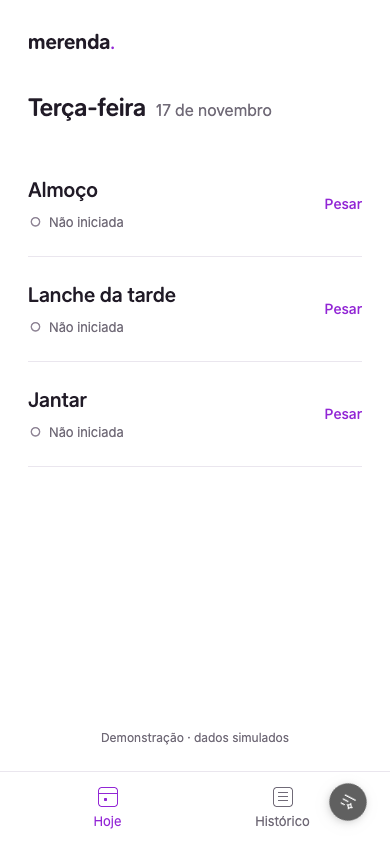 merenda.
Terça-feira 17 de novembro
Almoço
Não iniciada
Pesar
Lanche da tarde
Não iniciada
Pesar
Jantar
Não iniciada
Pesar
Demonstração · dados simulados
Hoje
Histórico